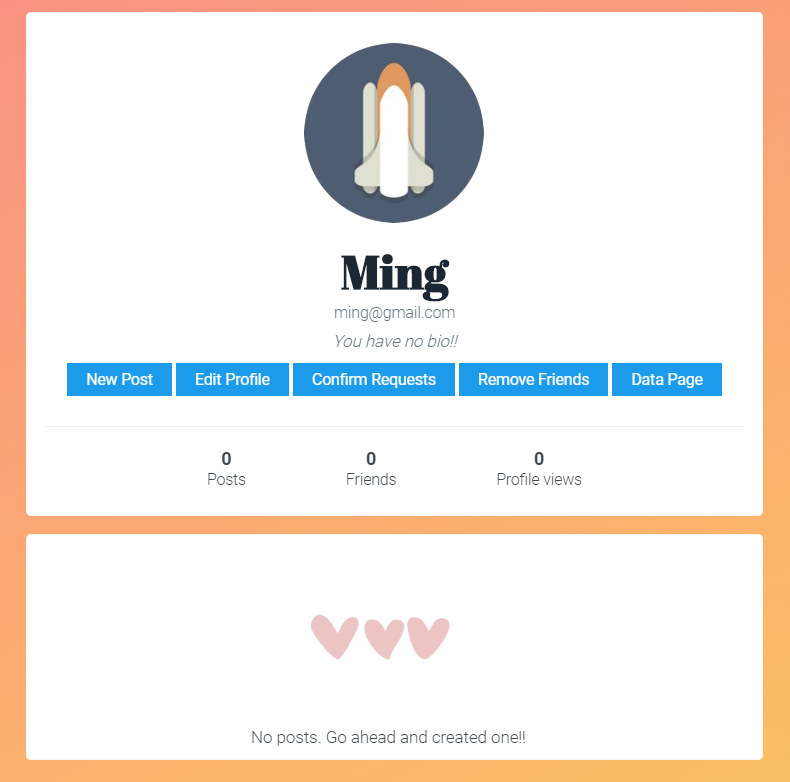 Ming
ming@gmail.com
You have no bio!!
New Post Edit Profile Confirm Requests Remove Friends Data Page
0 0 0
Posts Friends Profile views
No posts. Go ahead and created one!!